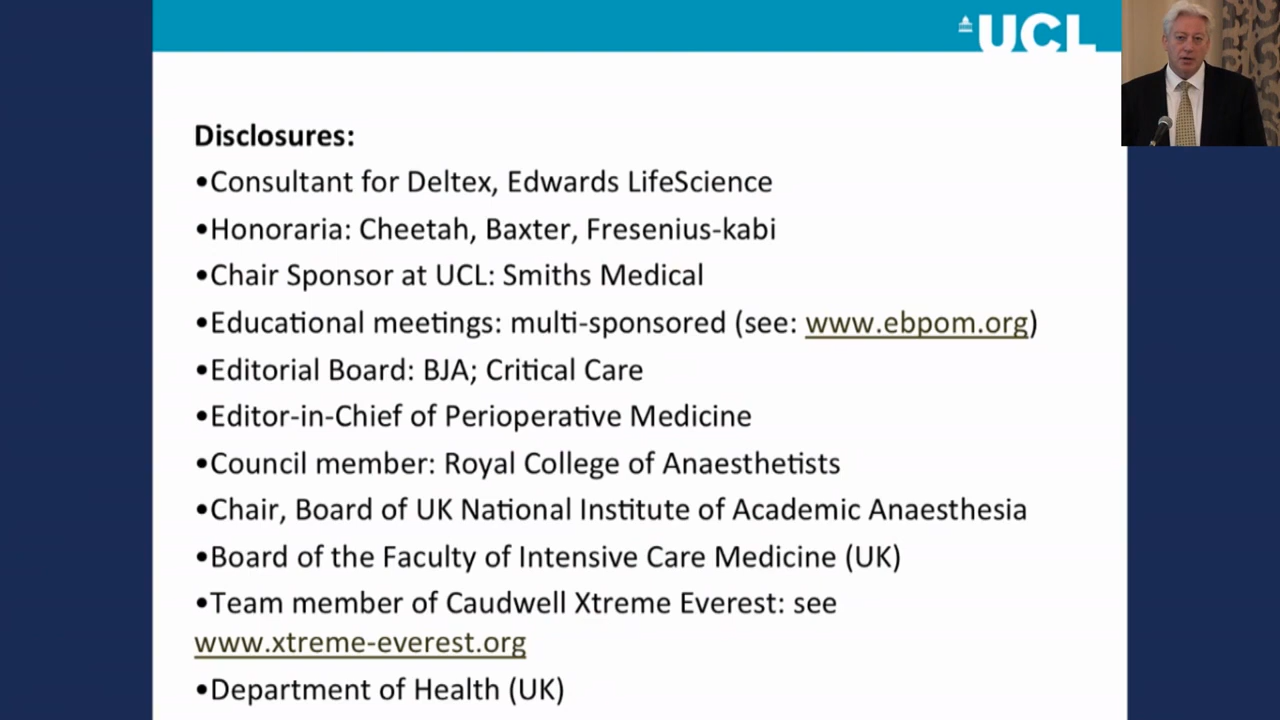 UCL
Disclosures:
•Consultant for Deltex, Edwards LifeScience
•Honoraria: Cheetah, Baxter, Fresenius-kabi
•Chair Sponsor at UCL: Smiths Medical
•Educational meetings: multi-sponsored (see: www.ebpom.org)
•Editorial Board: BJA; Critical Care
•Editor-in-Chief of Perioperative Medicine
•Council member: Royal College of Anaesthetists
•Chair, Board of UK National Institute of Academic Anaesthesia
•Board of the Faculty of Intensive Care Medicine (UK)
•Team member of Caudwell Xtreme Everest: see
www.xtreme-everest.org
•Department of Health (UK)